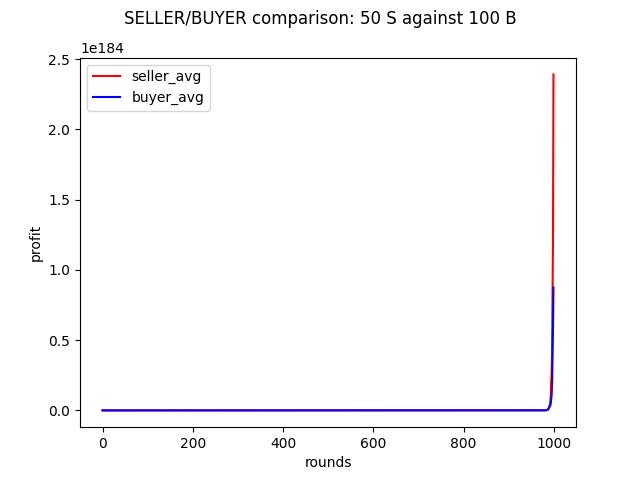 SELLER/BUYER comparison: 50 S against 100 B
1e184
2.5
2.0
1.5
1.0
0.5
0.0
seller_avg
buyer_avg
profit
0 200 400 600 800 1000
rounds